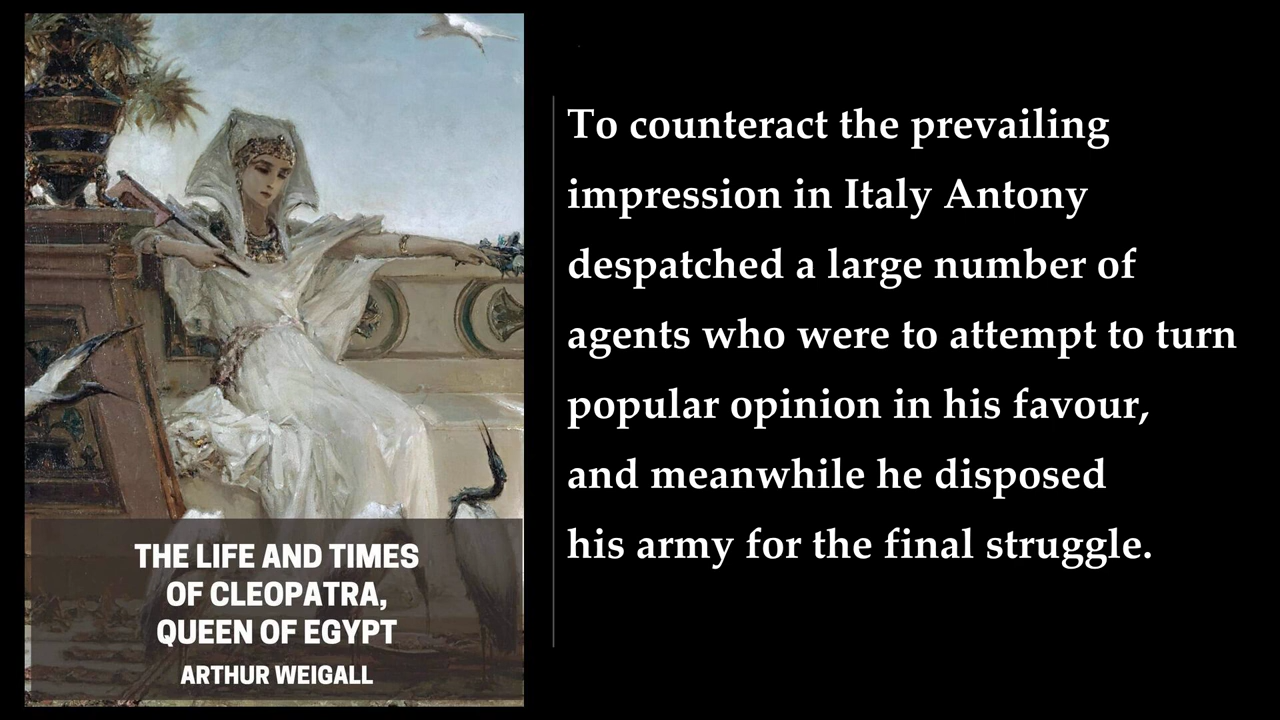 To counteract the prevailing
impression in Italy Antony
despatched a large number of
agents who were to attempt to turn
popular opinion in his favour,
and meanwhile he disposed
his army for the final struggle.
THE LIFE AND TIMES
OF CLEOPATRA,
QUEEN OF EGYPT
ARTHUR WEIGALL